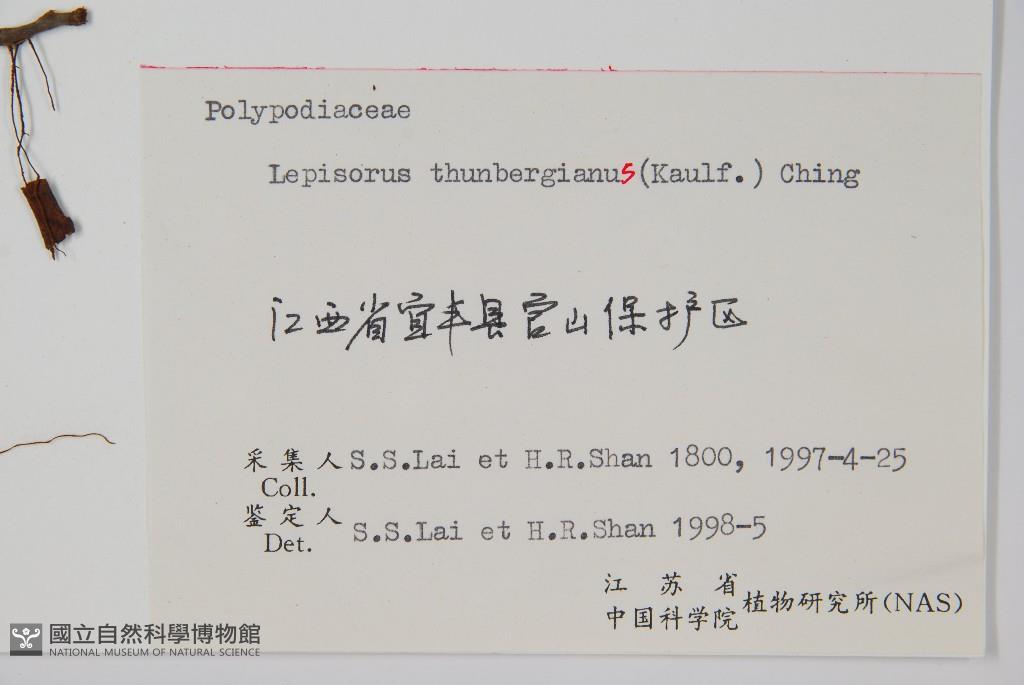 Polypodiaceae
Lepisorus thunbergianus (Kaulf.) Ching
江西省宜丰县官山保护区
采集人 S.S.Lai et H.R.Shan 1800, 1997-4-25
Coll.
鉴定人 S.S.Lai et H.R.Shan 1998-5
Det.
江苏省
中国科学院 植物研究所(NAS)
國立自然科學博物館
NATIONAL MUSEUM OF NATURAL SCIENCE